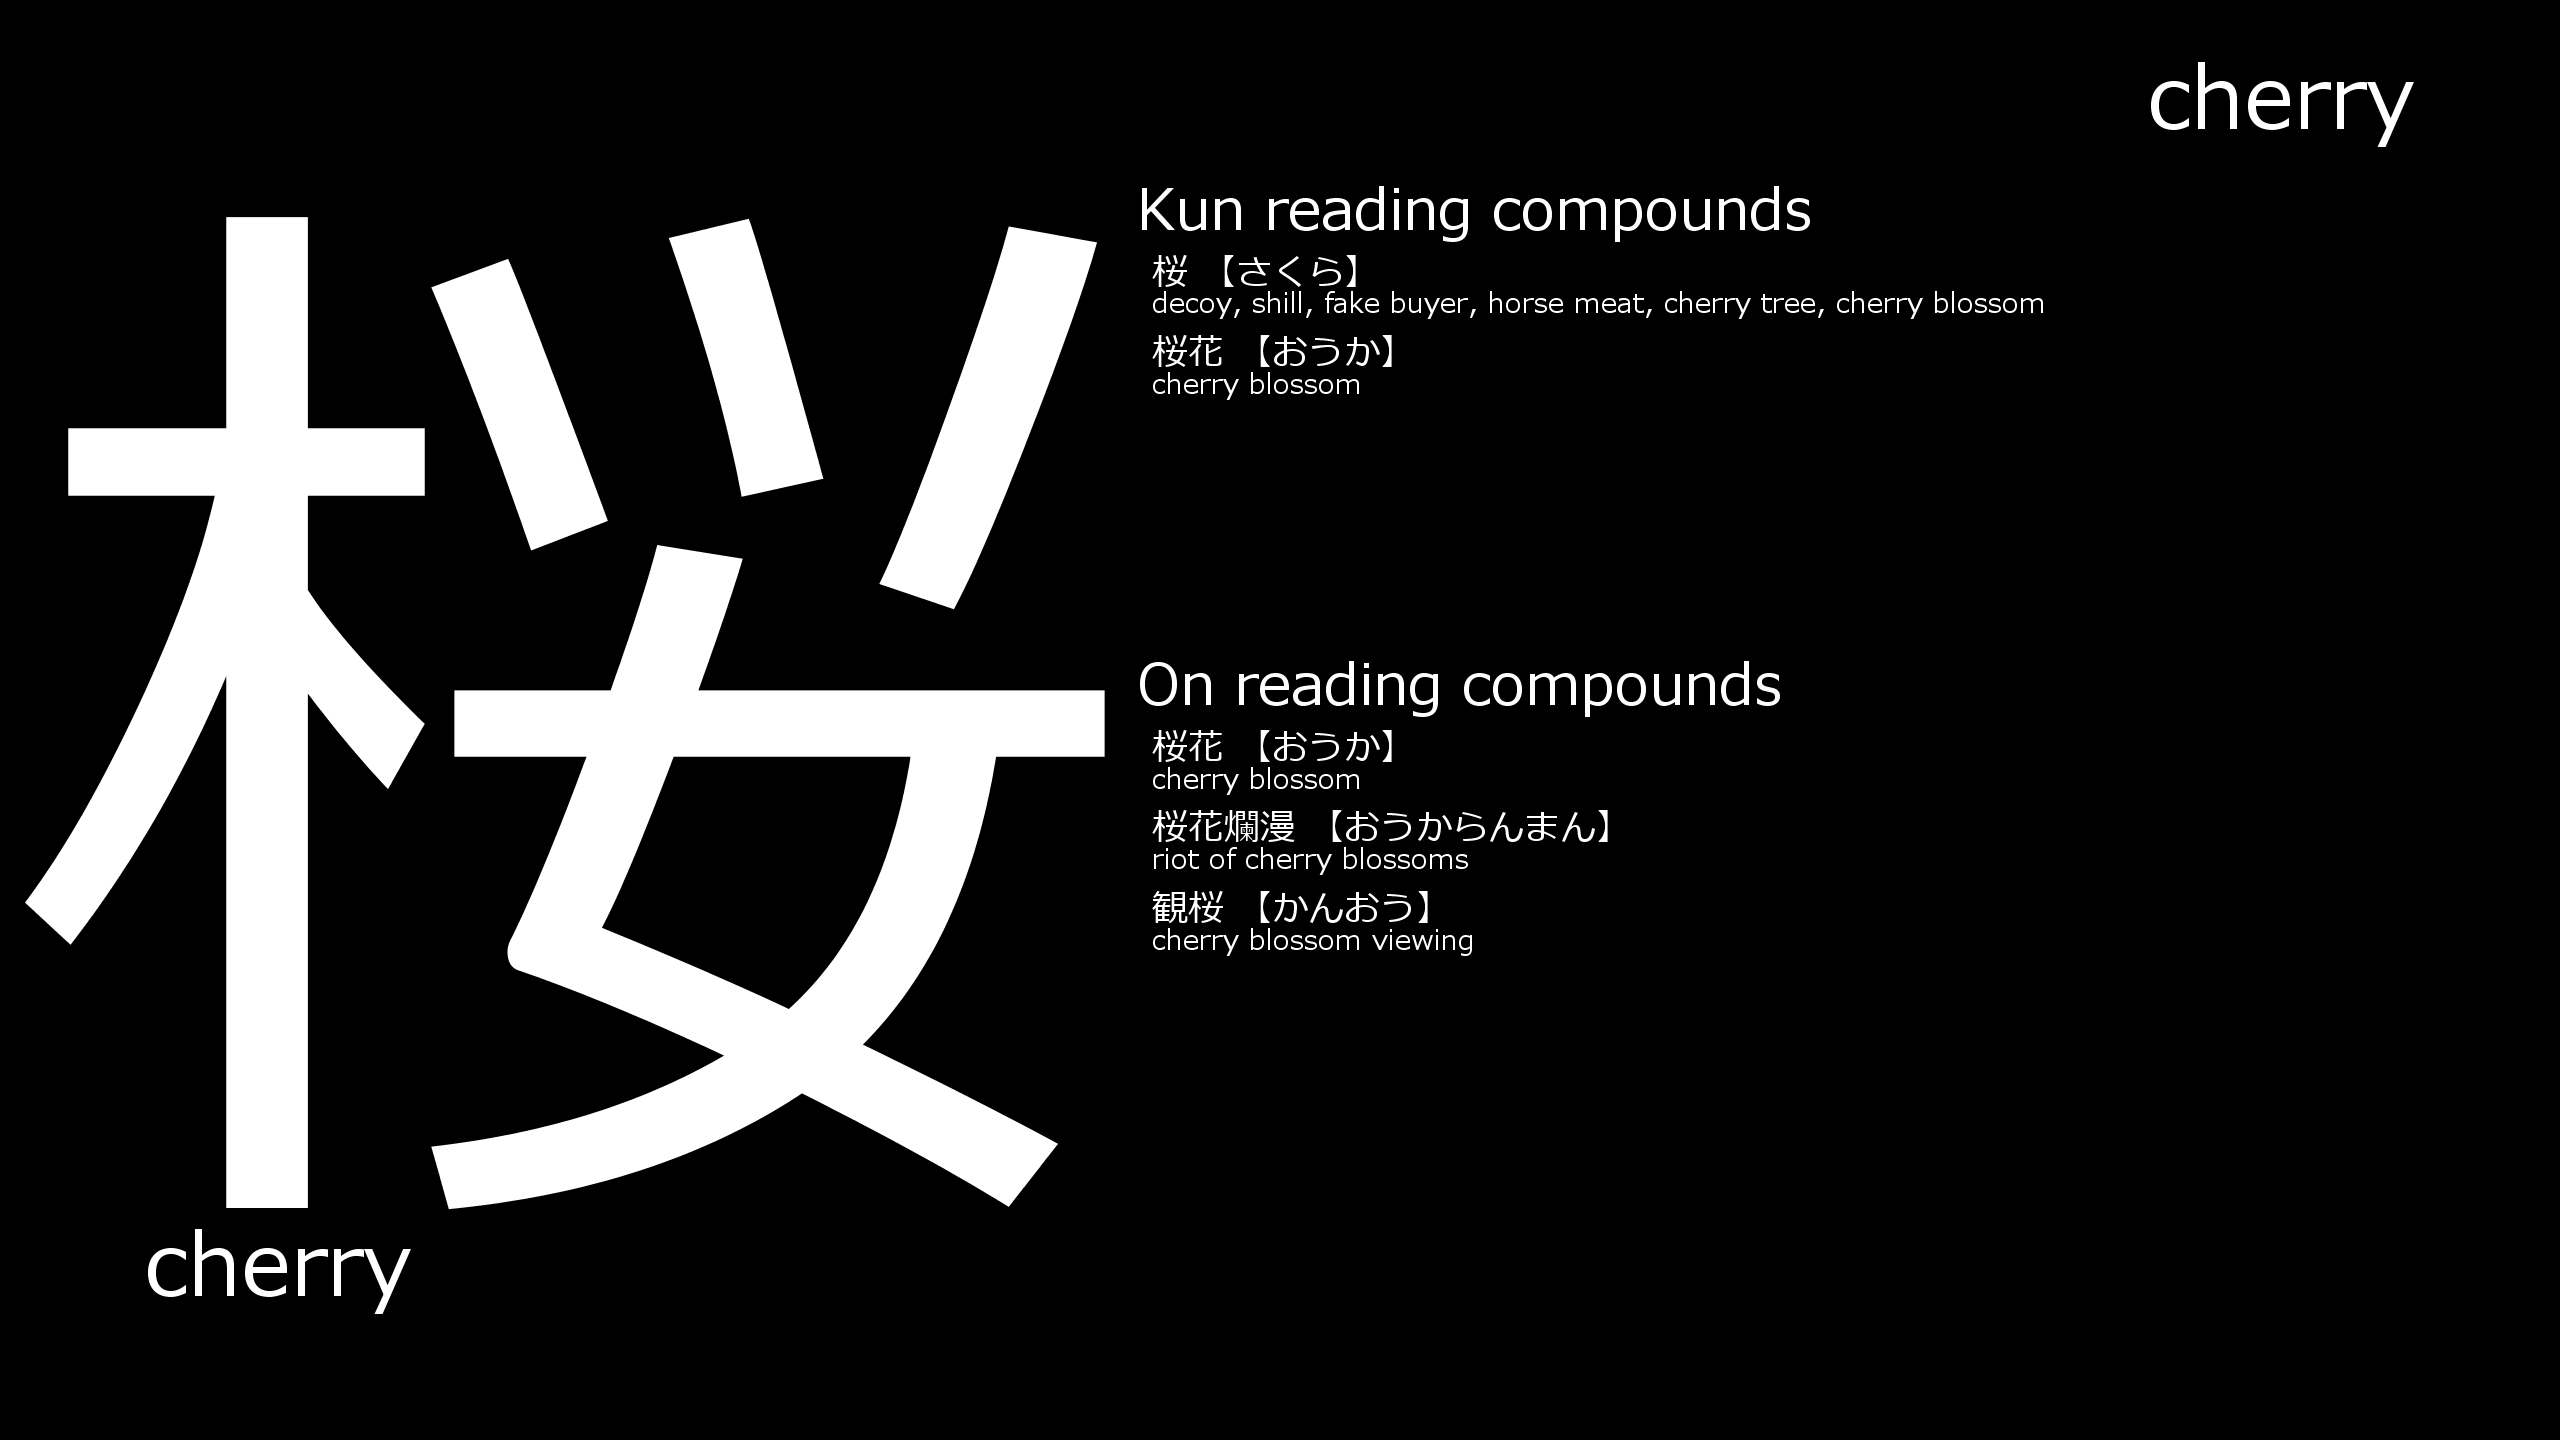 cherry
桜
cherry
Kun reading compounds
桜 【さくら】
decoy, shill, fake buyer, horse meat, cherry tree, cherry blossom
桜花 【おうか】
cherry blossom
On reading compounds
桜花 【おうか】
cherry blossom
桜花爛漫 【おうからんまん】
riot of cherry blossoms
観桜 【かんおう】
cherry blossom viewing